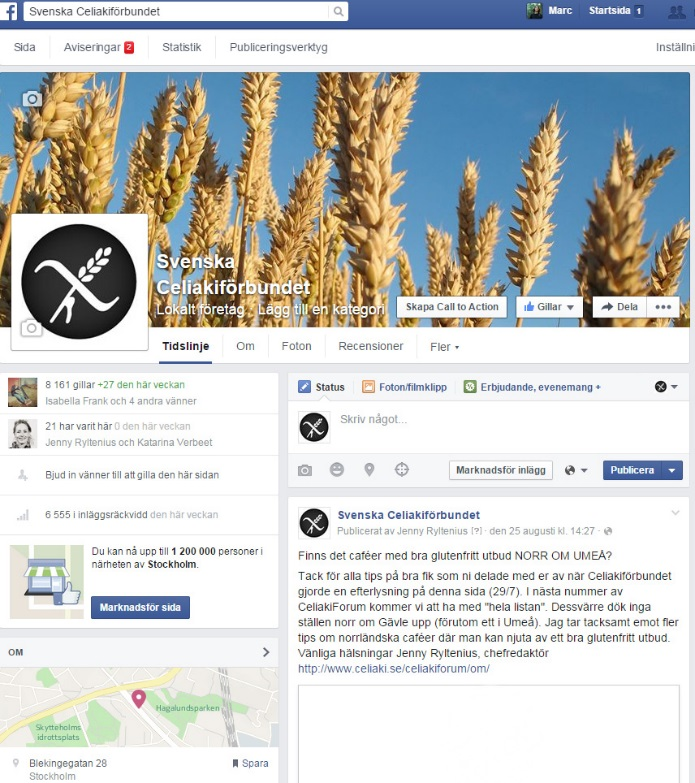 Svenska Celiakiförbundet
Marc Startsida 1
Sida Aviseringar 2 Statistik Publiceringsverktyg Inställni
Svenska
Celiakiförbundet
Lokalt företag Lägg till en kategori
Skapa Call to Action Gillar Dela
Tidslinje Om Foton Recensioner Fler
8 161 gillar +27 den här veckan
Isabella Frank och 4 andra vänner
21 har varit här 0 den här veckan
Jenny Ryltenius och Katarina Verbeet
Bjud in vänner till att gilla den här sidan
6 555 i inläggsräckvidd den här veckan
Du kan nå upp till 1 200 000 personer i
närheten av Stockholm.
Marknadsför sida
OM
Hagalundsparken
Skytteholms
idrottsplats
Blekingegatan 28
Stockholm
Spara
Status Foton/filmklipp Erbjudande, evenemang +
Skriv något...
Marknadsför inlägg Publicera
Svenska Celiakiförbundet
Publicerat av Jenny Ryltenius [?] · den 25 augusti kl. 14:27 ·
Finns det caféer med bra glutenfritt utbud NORR OM UMEÅ?
Tack för alla tips på bra fik som ni delade med er av när Celiakiförbundet
gjorde en efterlysning på denna sida (29/7). I nästa nummer av
CeliakiForum kommer vi att ha med "hela listan". Dessvärre dök inga
ställen norr om Gävle upp (förutom ett i Umeå). Jag tar tacksamt emot fler
tips om norrländska caféer där man kan njuta av ett bra glutenfritt utbud.
Vänliga hälsningar Jenny Ryltenius, chefredaktör
http://www.celiaki.se/celiakiforum/om/